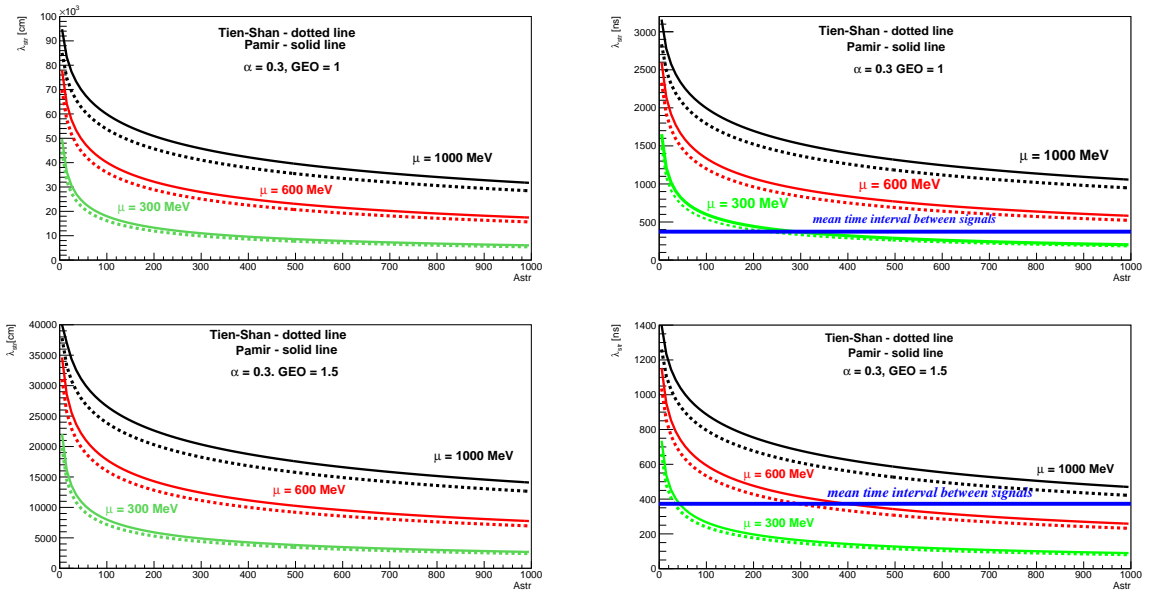 ×10³
λstr [cm]
100
90
80
70
60
50
40
30
20
10
0
Tien-Shan - dotted line
Pamir - solid line
α = 0.3, GEO = 1
μ = 1000 MeV
μ = 600 MeV
μ = 300 MeV
0 100 200 300 400 500 600 700 800 900 1000
Astr
λstr [ns]
3000
2500
2000
1500
1000
500
0
Tien-Shan - dotted line
Pamir - solid line
α = 0.3 GEO = 1
μ = 1000 MeV
μ = 600 MeV
μ = 300 MeV
mean time interval between signals
0 100 200 300 400 500 600 700 800 900 1000
Astr
λstr[cm]
40000
35000
30000
25000
20000
15000
10000
5000
0
Tien-Shan - dotted line
Pamir - solid line
α = 0.3. GEO = 1.5
μ = 1000 MeV
μ = 600 MeV
μ = 300 MeV
0 100 200 300 400 500 600 700 800 900 1000
Astr
λstr [ns]
1400
1200
1000
800
600
400
200
0
Tien-Shan - dotted line
Pamir - solid line
α = 0.3, GEO = 1.5
μ = 1000 MeV
μ = 600 MeV
mean time interval between signals
μ = 300 MeV
0 100 200 300 400 500 600 700 800 900 1000
Astr